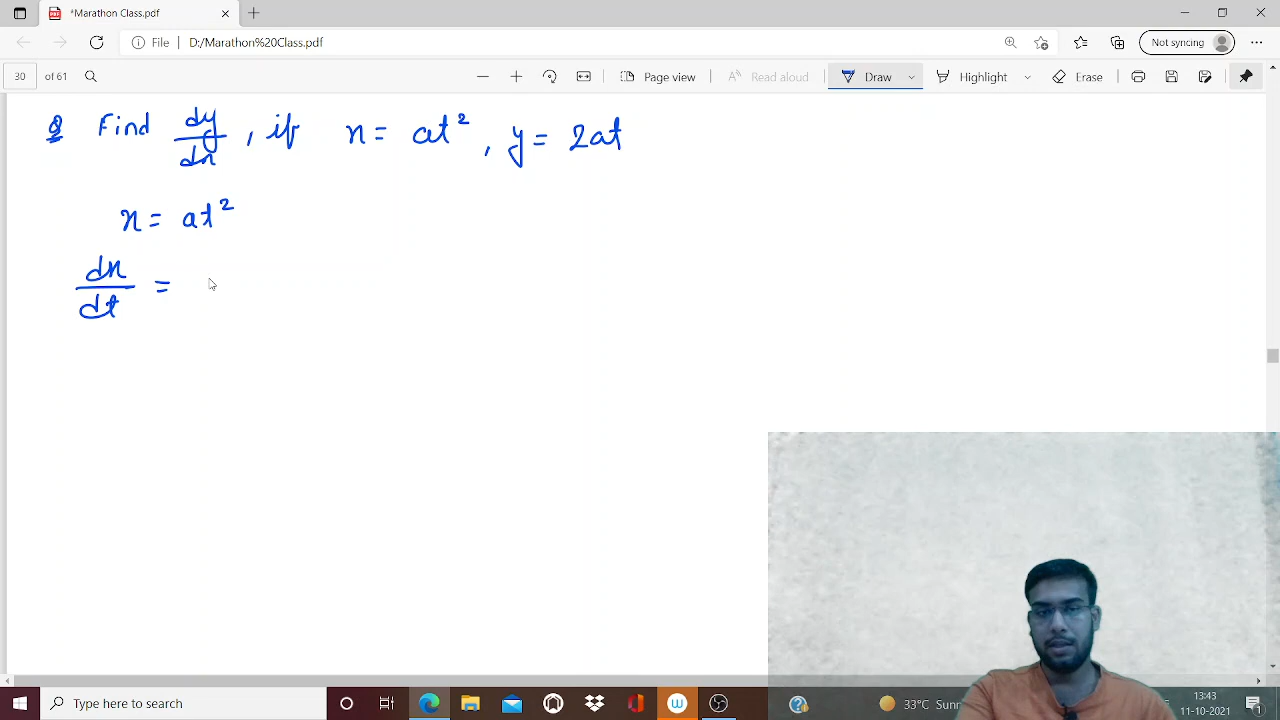 *Marathon Class.pdf
File D:/Marathon%20Class.pdf
Not syncing
30 of 61
Page view
Read aloud
Draw
Highlight
Erase
Q Find dy/dx, if x = at², y = 2at
x = at²
dx/dt =
Type here to search
33°C Sunn
13:43
11-10-2021